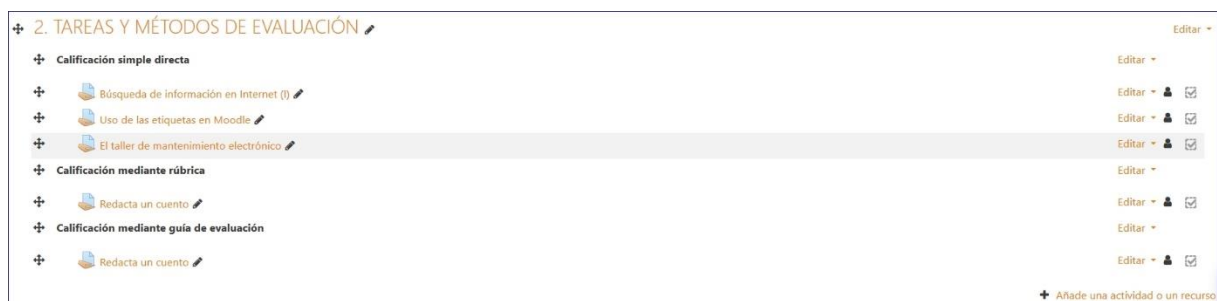 2. TAREAS Y MÉTODOS DE EVALUACIÓN Editar
Calificación simple directa Editar
Búsqueda de información en Internet (I) Editar
Uso de las etiquetas en Moodle Editar
El taller de mantenimiento electrónico Editar
Calificación mediante rúbrica Editar
Redacta un cuento Editar
Calificación mediante guía de evaluación Editar
Redacta un cuento Editar
Añade una actividad o un recurso